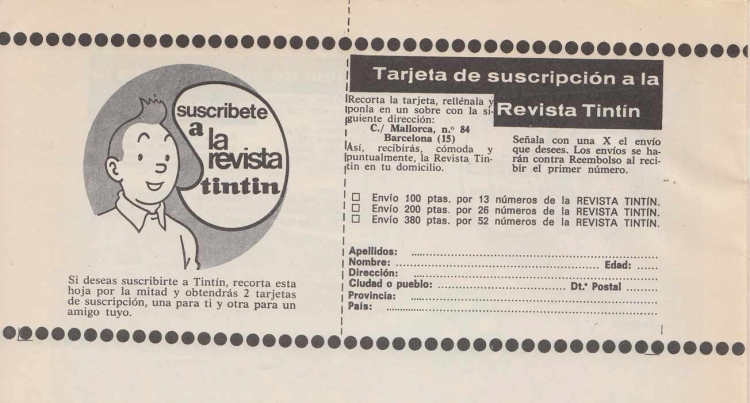 suscribete
a
la
revista
tintin
Si deseas suscribirte a Tintín, recorta esta
hoja por la mitad y obtendrás 2 tarjetas
de suscripción, una para ti y otra para un
amigo tuyo.
Tarjeta de suscripción a la
Revista Tintín
Recorta la tarjeta, rellénala y
ponla en un sobre con la si-
guiente dirección:
C./ Mallorca, n.º 84
Barcelona (15)
Así, recibirás, cómoda y
puntualmente, la Revista Tin-
tín en tu domicilio.
Señala con una X el envío
que desees. Los envíos se ha-
rán contra Reembolso al reci-
bir el primer número.
☐ Envío 100 ptas. por 13 números de la REVISTA TINTÍN.
☐ Envío 200 ptas. por 26 números de la REVISTA TINTÍN.
☐ Envío 380 ptas. por 52 números de la REVISTA TINTÍN.
Apellidos: ..........
Nombre: .......... Edad: ......
Dirección: ..........
Ciudad o pueblo: .......... Dt.º Postal ........
Provincia: ..........
País: ..........